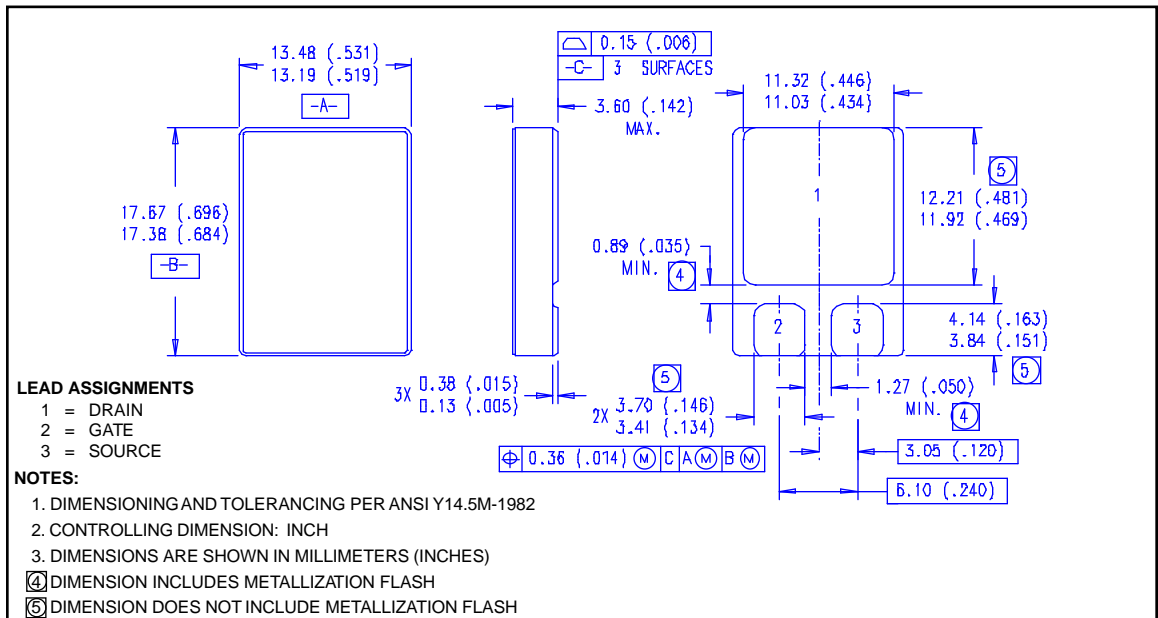 13.48 (.531)
13.19 (.519)
-A-
0.15 (.006)
-C- 3 SURFACES
3.60 (.142)
MAX.
11.32 (.446)
11.03 (.434)
17.67 (.696)
17.38 (.684)
-B-
1
5
12.21 (.481)
11.92 (.469)
0.89 (.035)
MIN. 4
2
3
4.14 (.163)
3.84 (.151)
5
3X 0.38 (.015)
0.13 (.005)
5
2X 3.70 (.146)
3.41 (.134)
1.27 (.050)
MIN. 4
⌖ 0.36 (.014) Ⓜ C A Ⓜ B Ⓜ
3.05 (.120)
6.10 (.240)
LEAD ASSIGNMENTS
1 = DRAIN
2 = GATE
3 = SOURCE
NOTES:
1. DIMENSIONING AND TOLERANCING PER ANSI Y14.5M-1982
2. CONTROLLING DIMENSION: INCH
3. DIMENSIONS ARE SHOWN IN MILLIMETERS (INCHES)
4 DIMENSION INCLUDES METALLIZATION FLASH
5 DIMENSION DOES NOT INCLUDE METALLIZATION FLASH